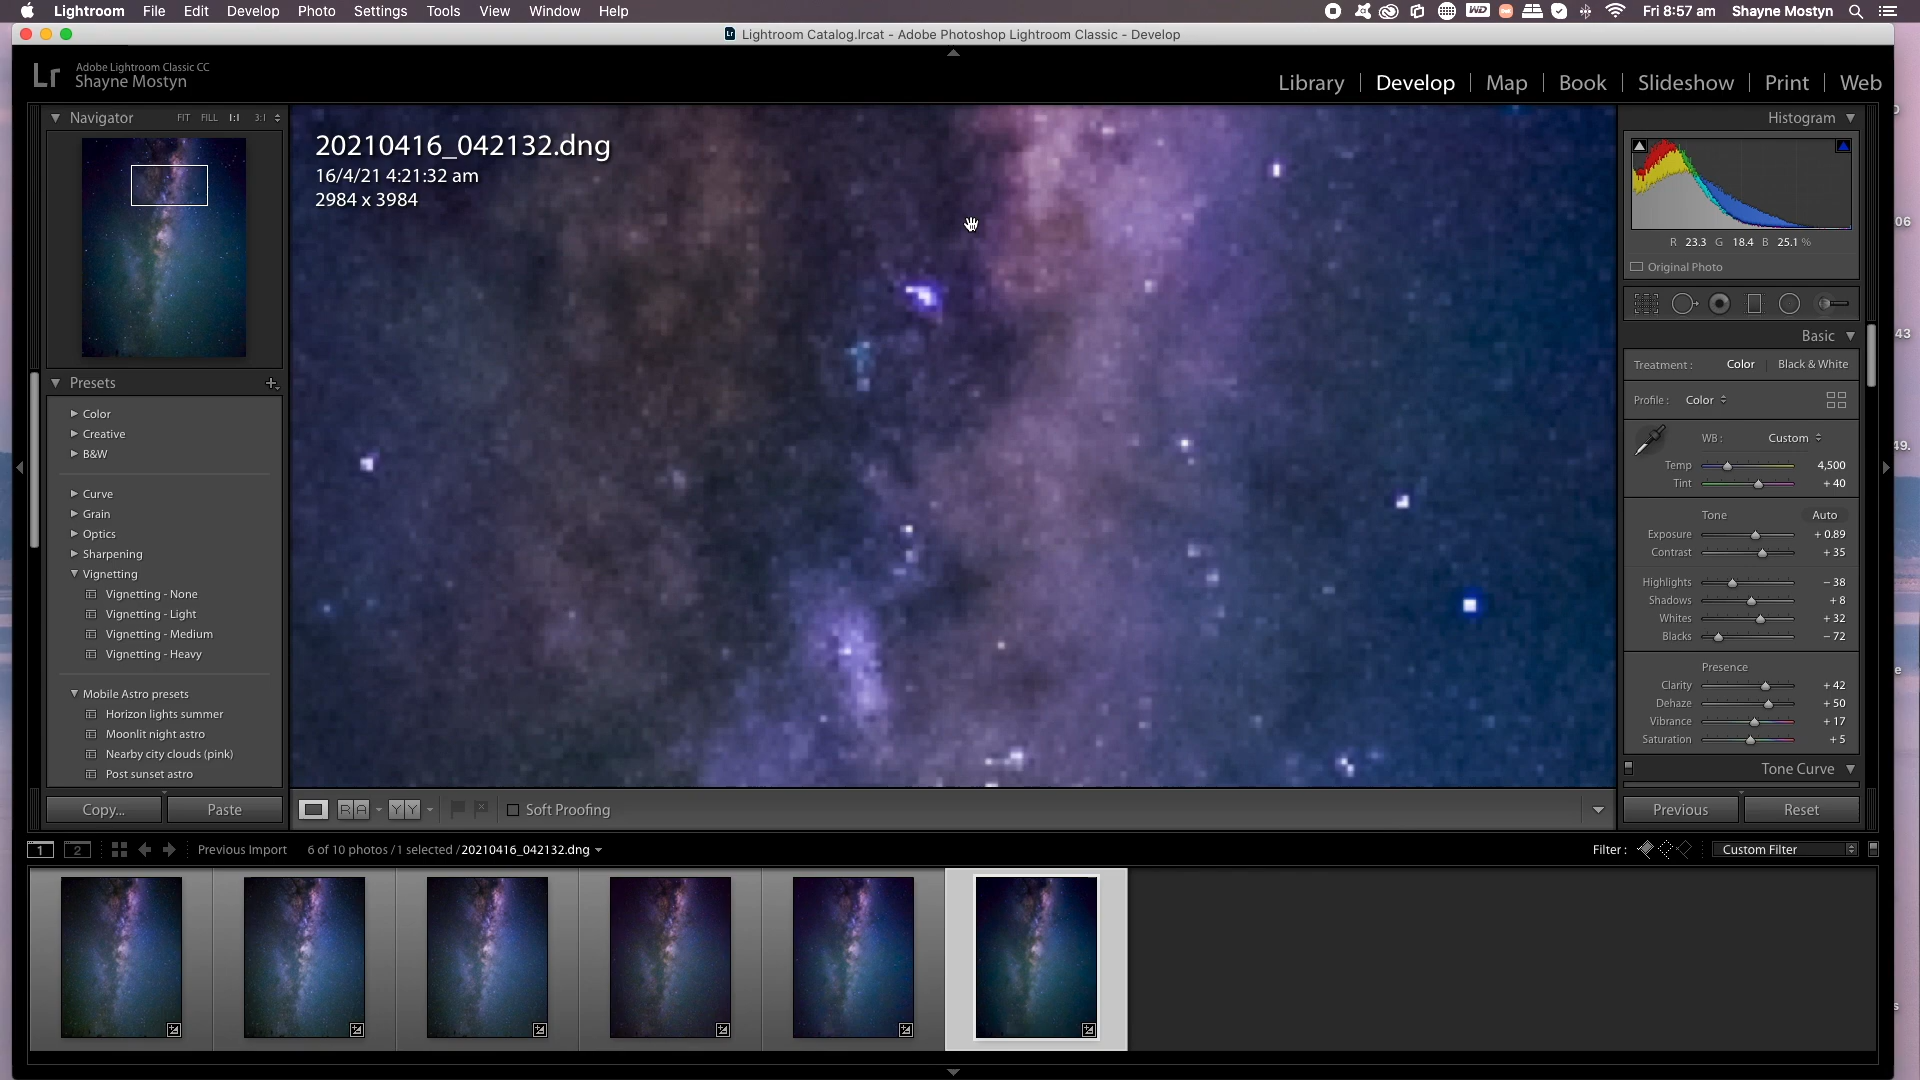 Lightroom File Edit Develop Photo Settings Tools View Window Help
WD Fri 8:57 am Shayne Mostyn
Lr Lightroom Catalog.lrcat - Adobe Photoshop Lightroom Classic - Develop
Lr Adobe Lightroom Classic CC
Shayne Mostyn
Library | Develop | Map | Book | Slideshow | Print | Web
Navigator FIT FILL 1:1 3:1
20210416_042132.dng
16/4/21 4:21:32 am
2984 x 3984
Presets +
Color
Creative
B&W
Curve
Grain
Optics
Sharpening
Vignetting
Vignetting - None
Vignetting - Light
Vignetting - Medium
Vignetting - Heavy
Mobile Astro presets
Horizon lights summer
Moonlit night astro
Nearby city clouds (pink)
Post sunset astro
Copy... Paste
Histogram
R 23.3 G 18.4 B 25.1 %
Original Photo
Basic
Treatment : Color Black & White
Profile : Color
WB : Custom
Temp 4,500
Tint + 40
Tone Auto
Exposure + 0.89
Contrast + 35
Highlights − 38
Shadows + 8
Whites + 32
Blacks − 72
Presence
Clarity + 42
Dehaze + 50
Vibrance + 17
Saturation + 5
Tone Curve
Previous Reset
R A Y Y Soft Proofing
1 2 Previous Import 6 of 10 photos / 1 selected / 20210416_042132.dng
Filter : Custom Filter
06
43
49.
e
s